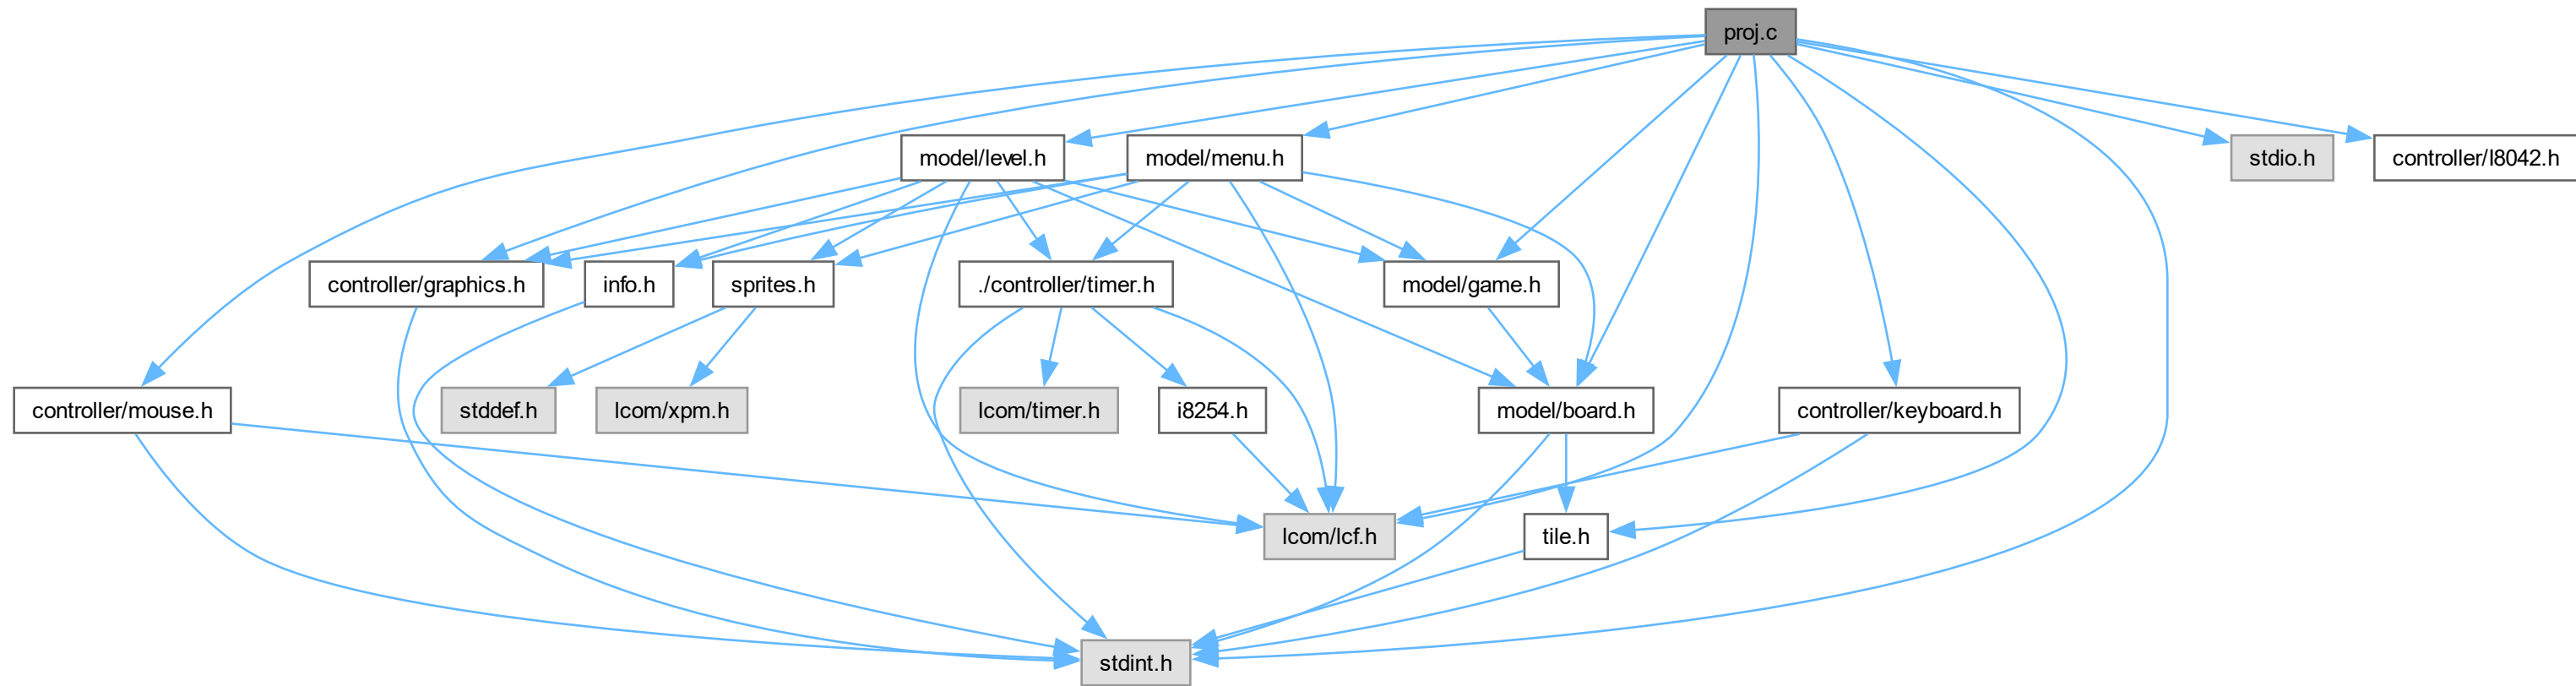 proj.c
model/level.h
model/menu.h
stdio.h
controller/I8042.h
controller/graphics.h
info.h
sprites.h
./controller/timer.h
model/game.h
controller/mouse.h
stddef.h
lcom/xpm.h
lcom/timer.h
i8254.h
model/board.h
controller/keyboard.h
lcom/lcf.h
tile.h
stdint.h